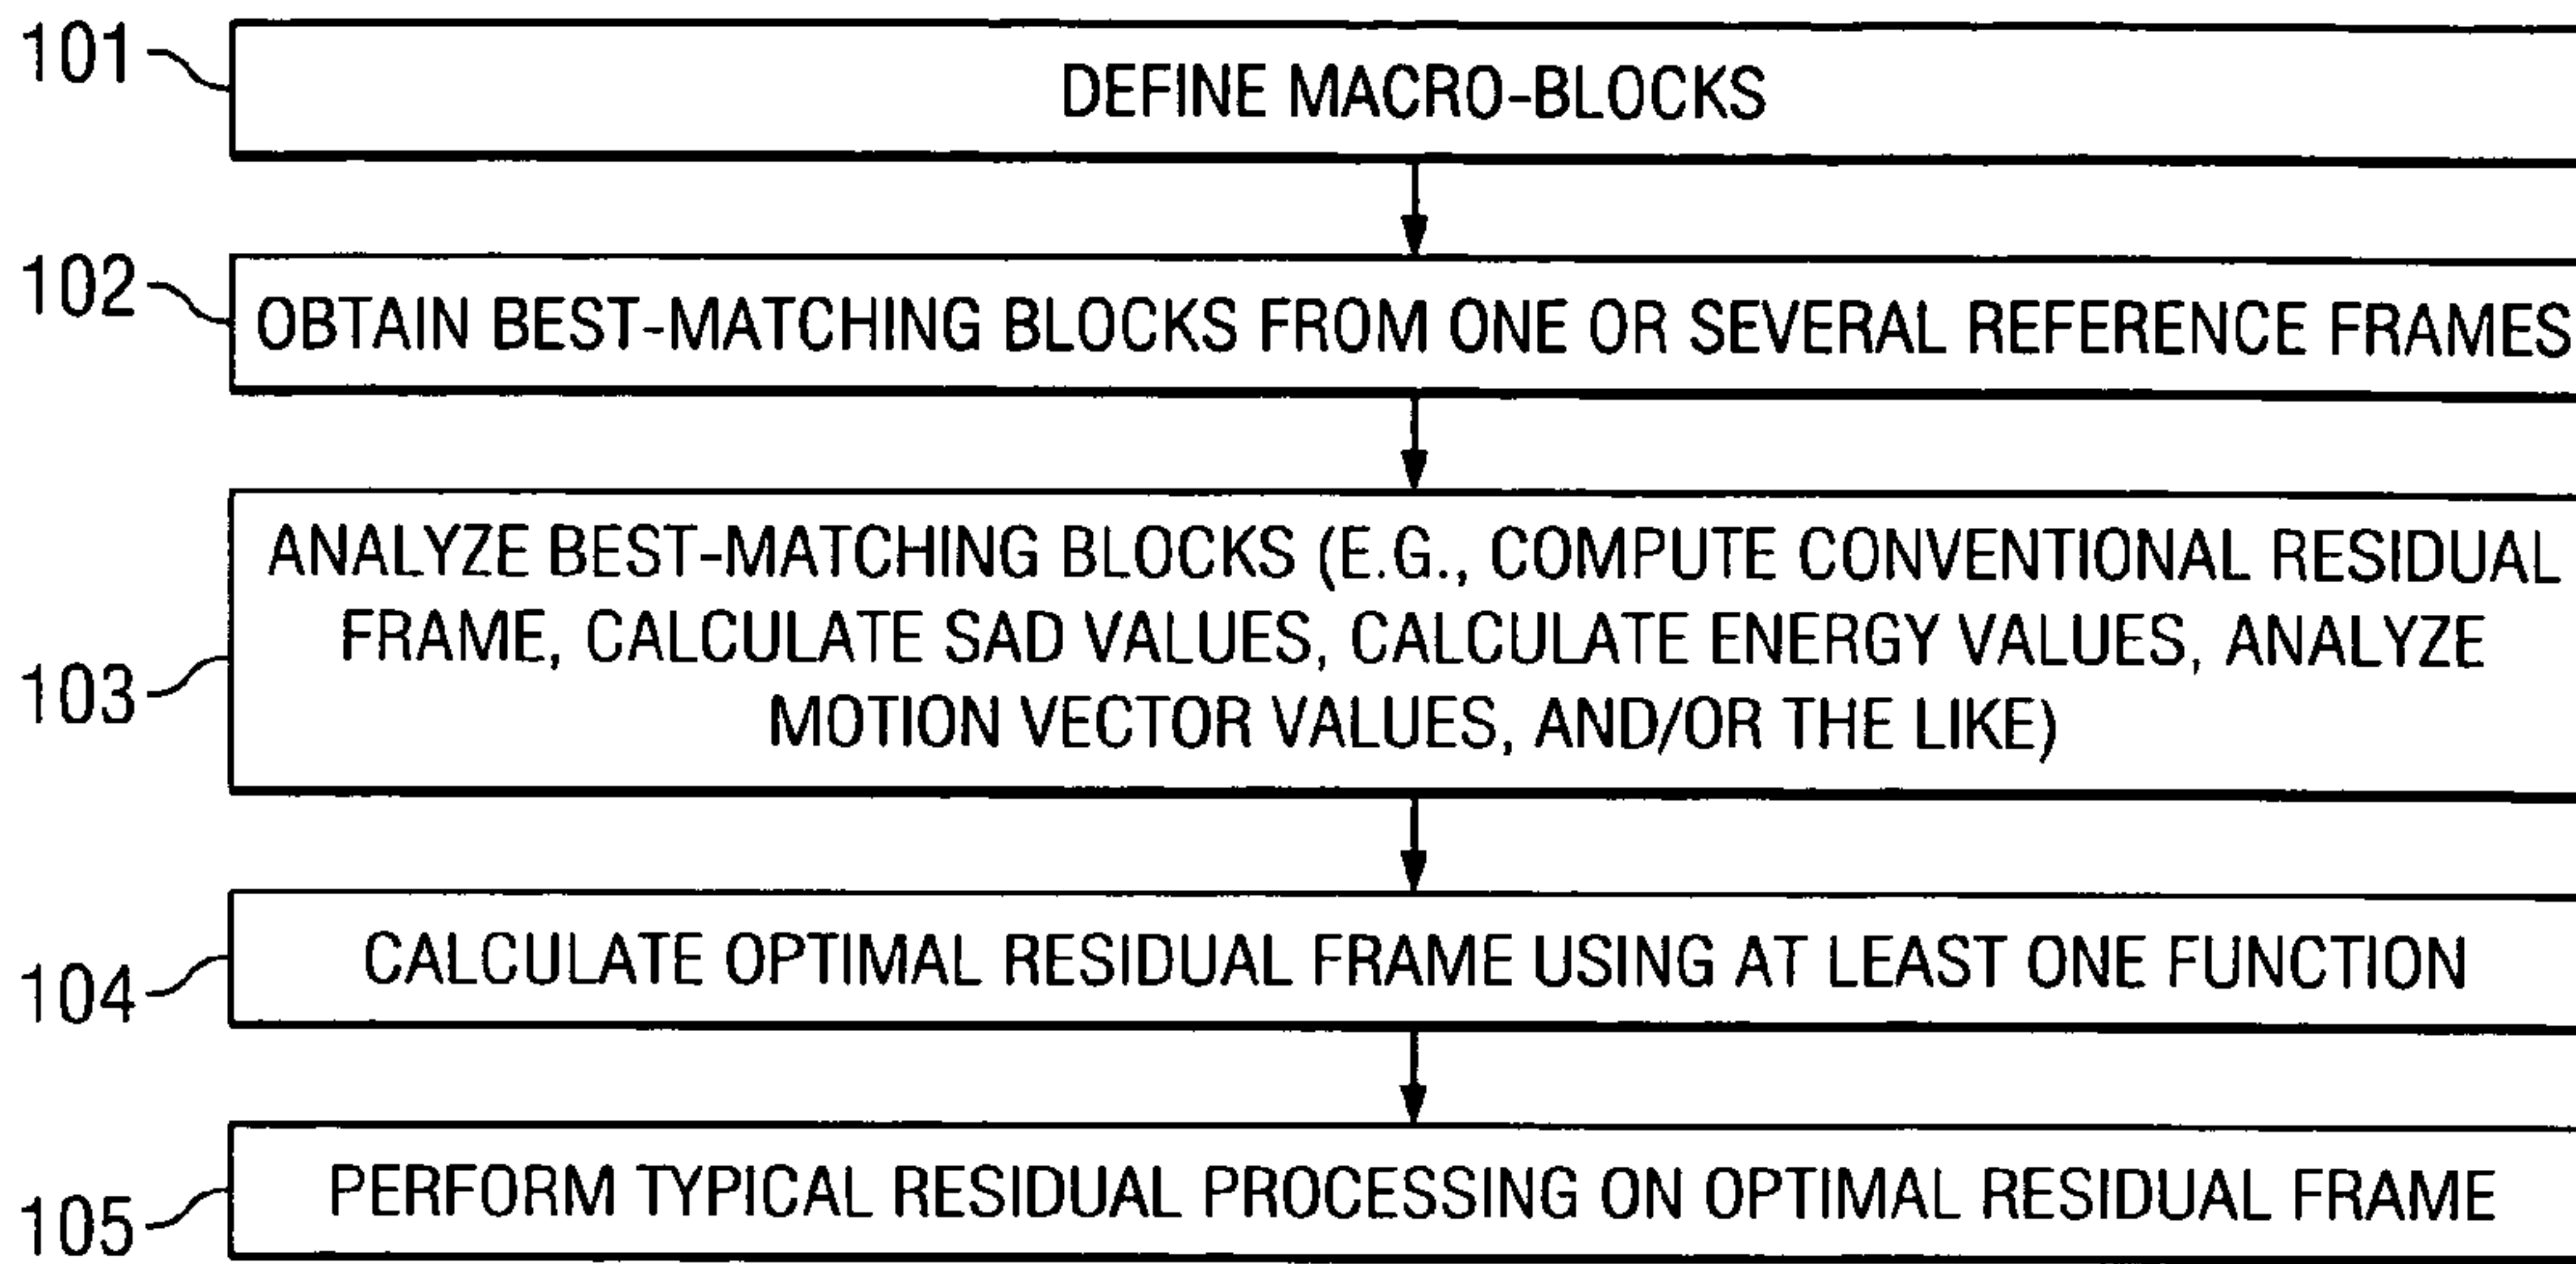 101
DEFINE MACRO-BLOCKS
102
OBTAIN BEST-MATCHING BLOCKS FROM ONE OR SEVERAL REFERENCE FRAMES
103
ANALYZE BEST-MATCHING BLOCKS (E.G., COMPUTE CONVENTIONAL RESIDUAL
FRAME, CALCULATE SAD VALUES, CALCULATE ENERGY VALUES, ANALYZE
MOTION VECTOR VALUES, AND/OR THE LIKE)
104
CALCULATE OPTIMAL RESIDUAL FRAME USING AT LEAST ONE FUNCTION
105
PERFORM TYPICAL RESIDUAL PROCESSING ON OPTIMAL RESIDUAL FRAME